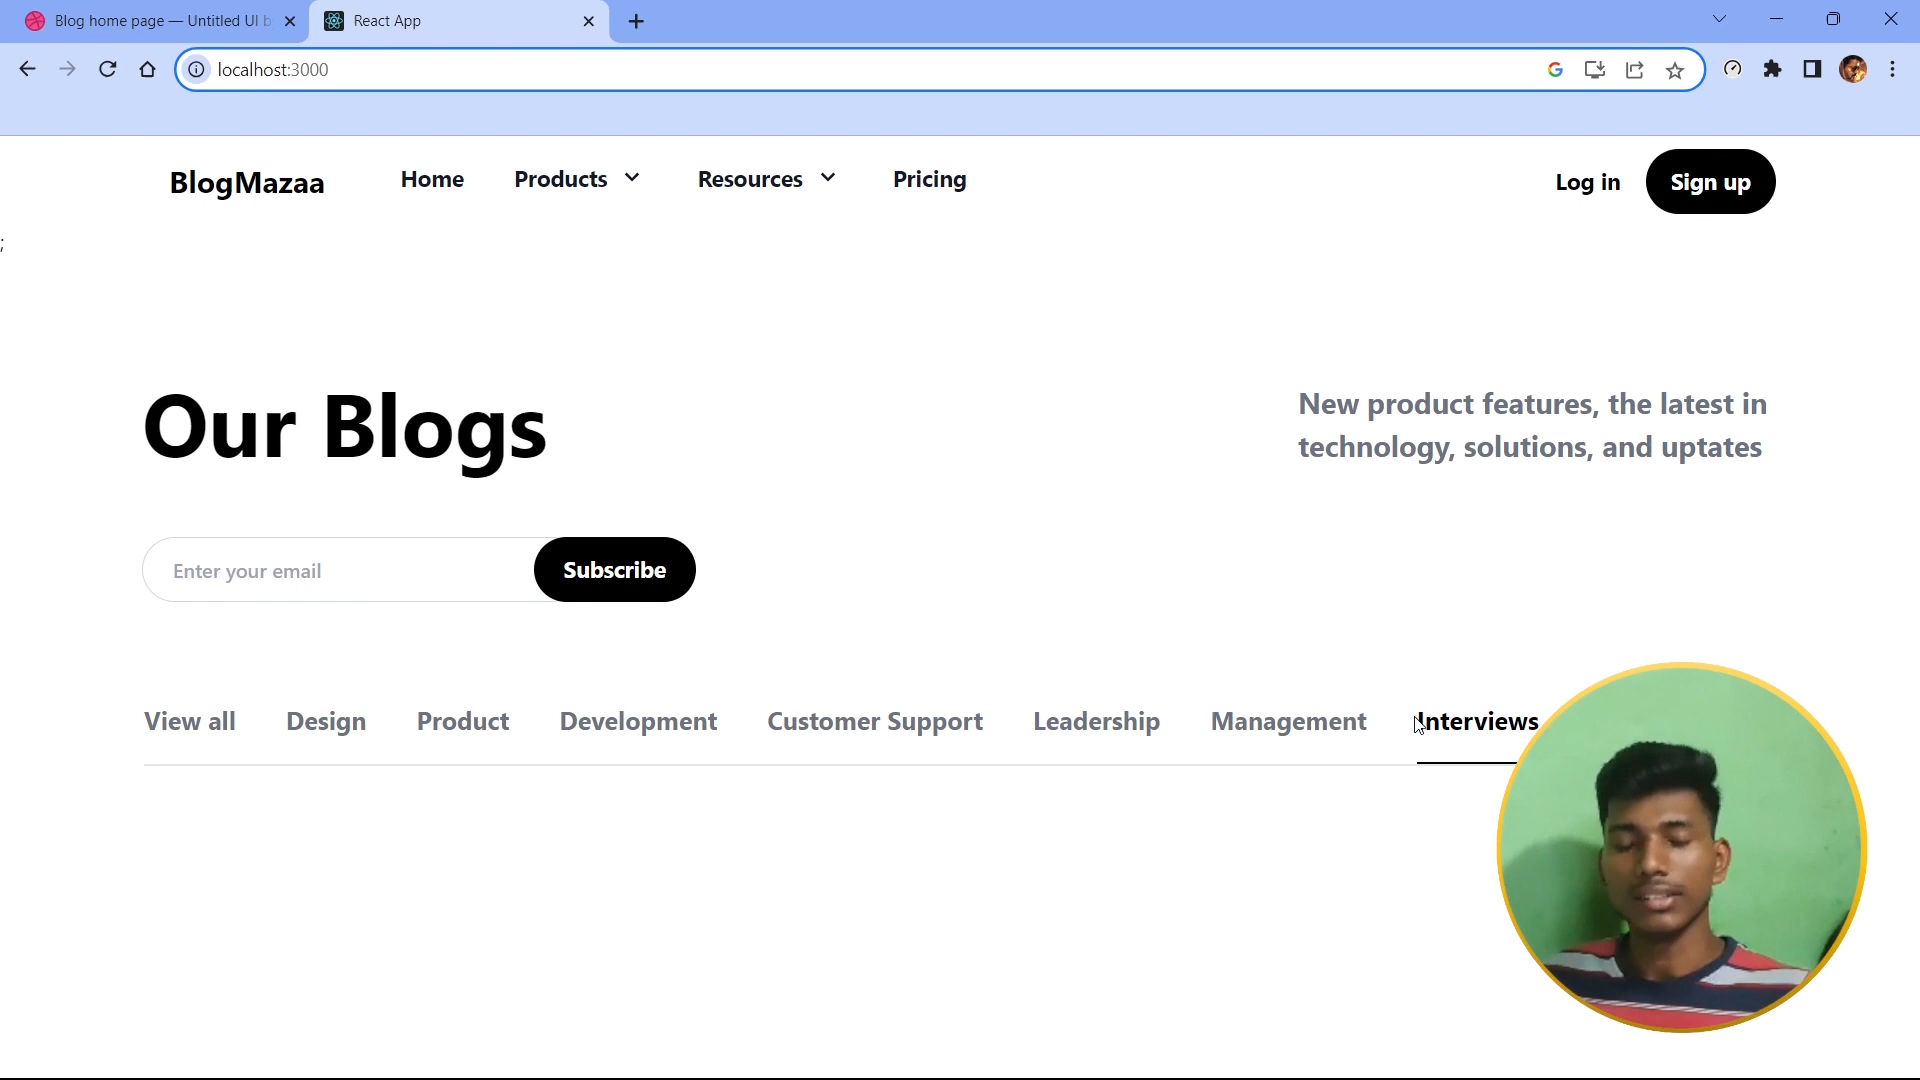 Blog home page — Untitled UI b
React App
localhost:3000
BlogMazaa
Home
Products
Resources
Pricing
Log in
Sign up
;
Our Blogs
New product features, the latest in
technology, solutions, and uptates
Enter your email
Subscribe
View all
Design
Product
Development
Customer Support
Leadership
Management
Interviews